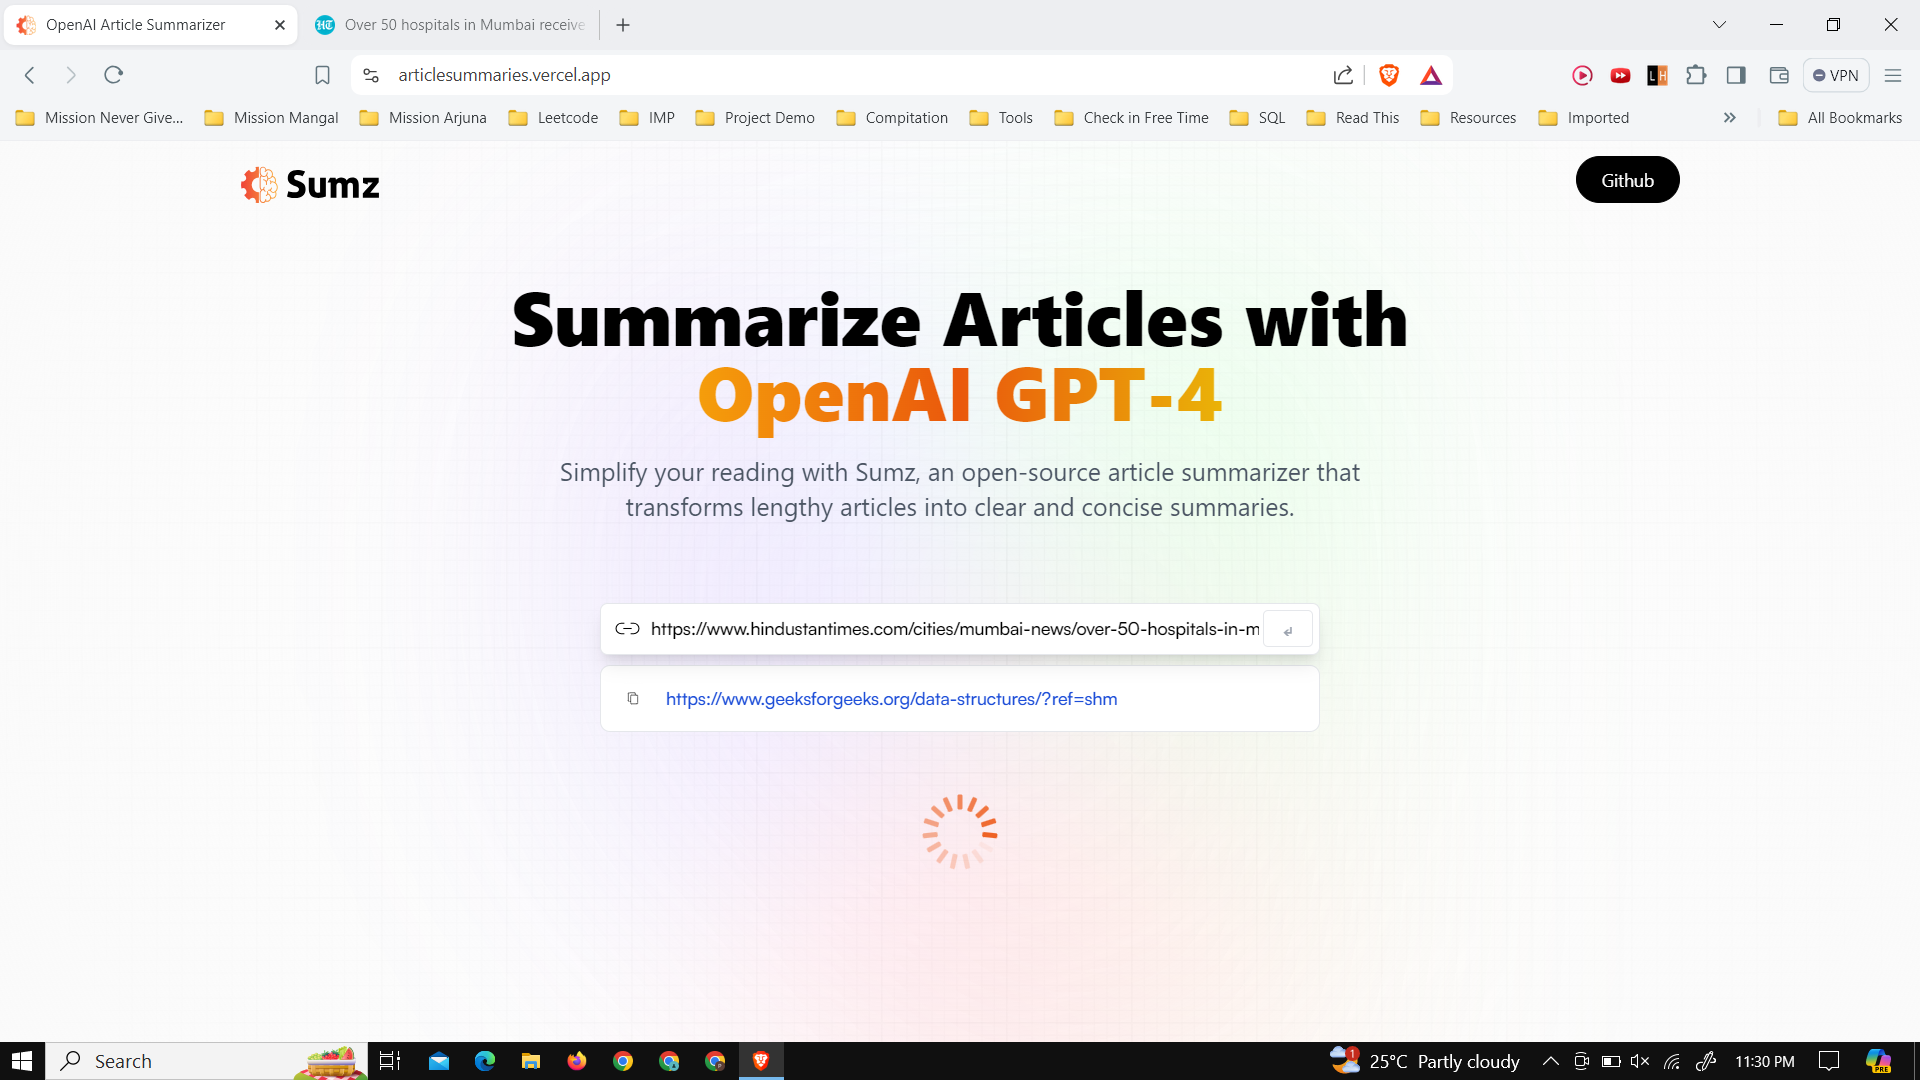 OpenAI Article Summarizer
Over 50 hospitals in Mumbai receive
articlesummaries.vercel.app
VPN
Mission Never Give...
Mission Mangal
Mission Arjuna
Leetcode
IMP
Project Demo
Compitation
Tools
Check in Free Time
SQL
Read This
Resources
Imported
All Bookmarks
Sumz
Github
Summarize Articles with
OpenAI GPT-4
Simplify your reading with Sumz, an open-source article summarizer that
transforms lengthy articles into clear and concise summaries.
https://www.hindustantimes.com/cities/mumbai-news/over-50-hospitals-in-m
https://www.geeksforgeeks.org/data-structures/?ref=shm
Search
1
25°C Partly cloudy
11:30 PM
PRE